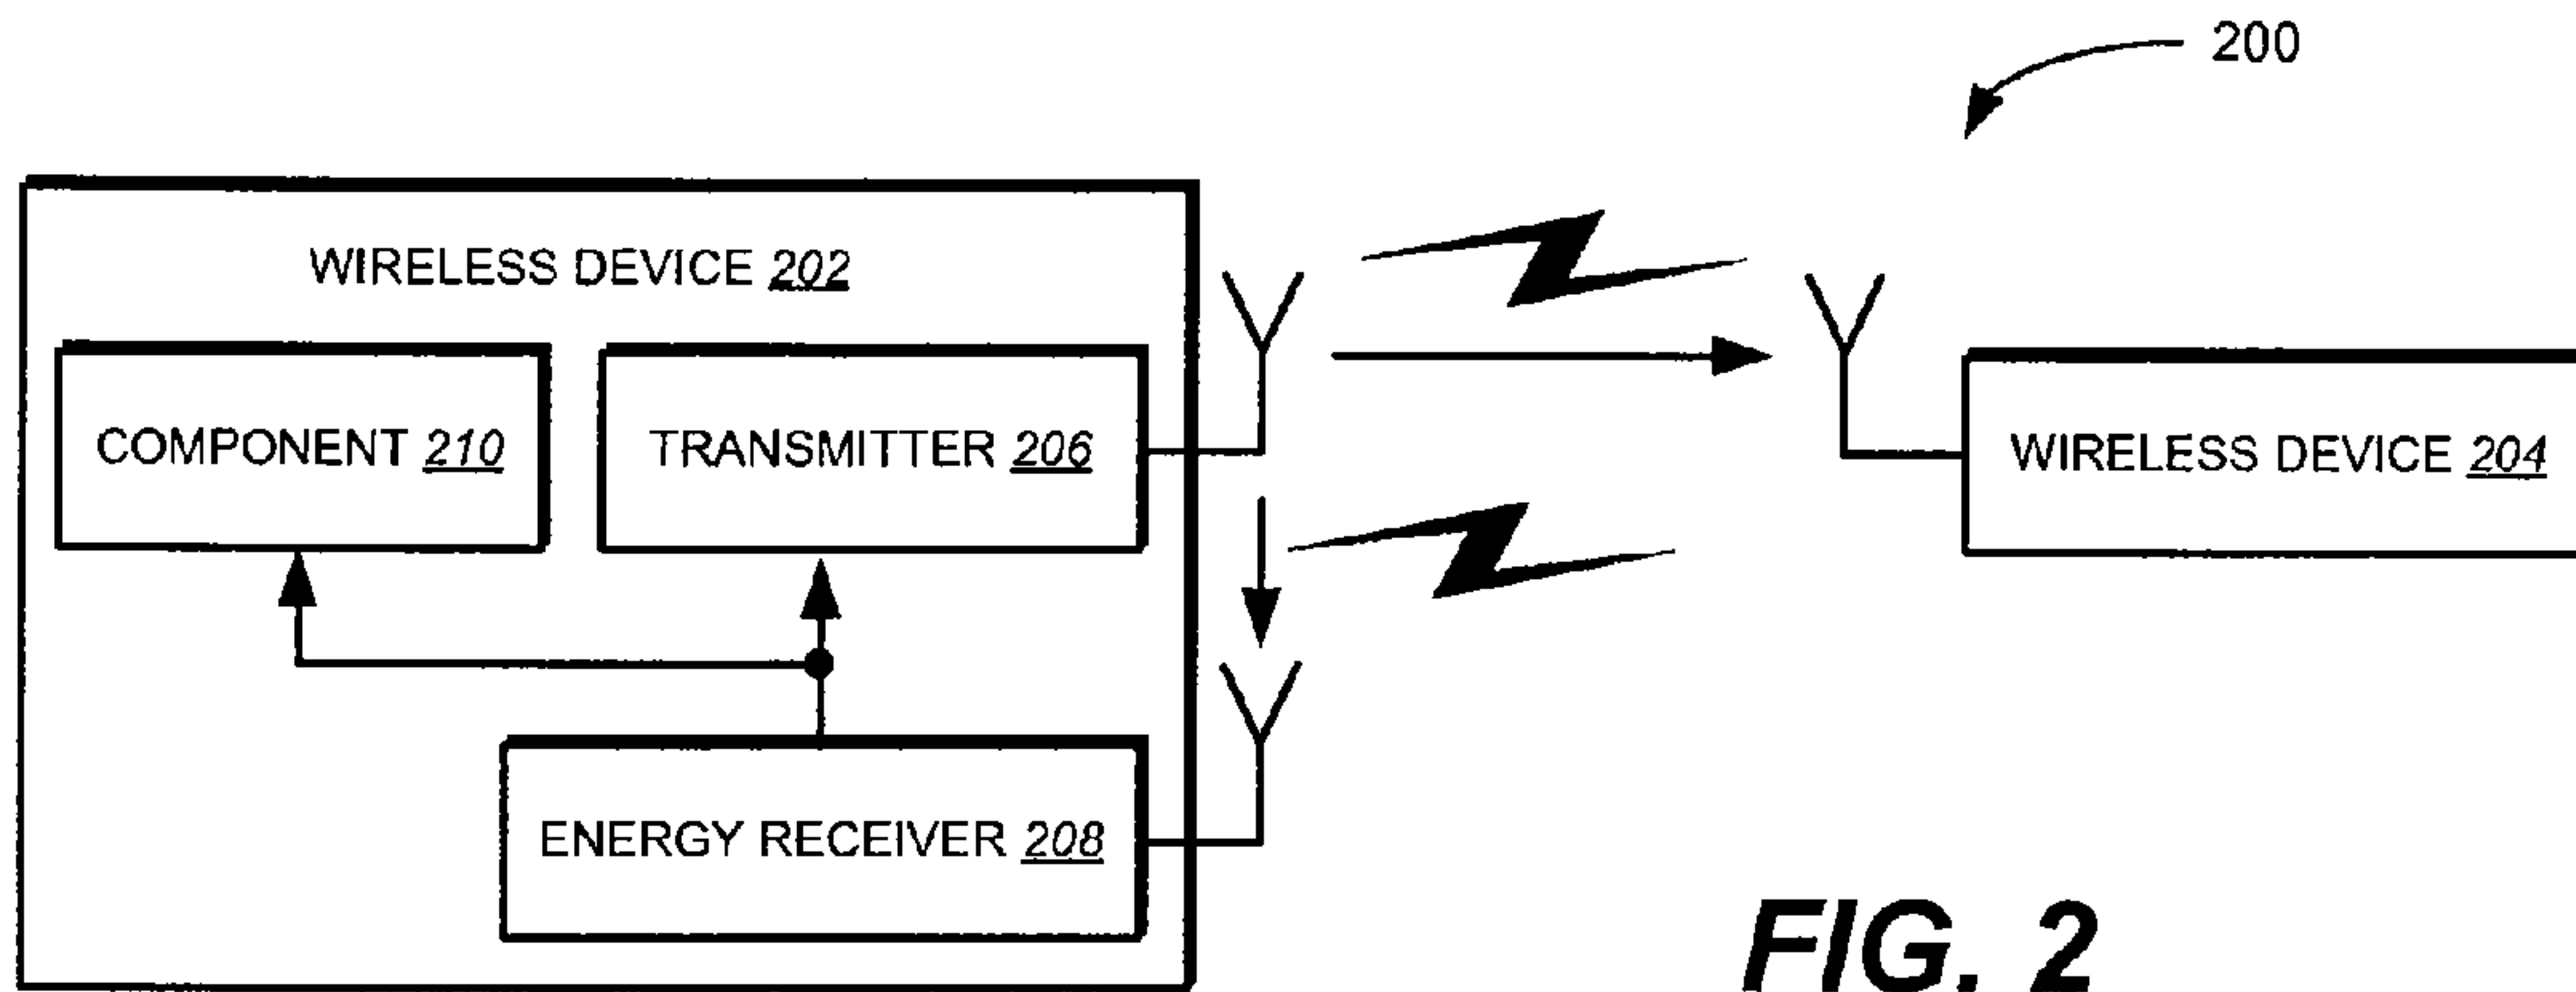 200
WIRELESS DEVICE 202
COMPONENT 210
TRANSMITTER 206
WIRELESS DEVICE 204
ENERGY RECEIVER 208
FIG. 2